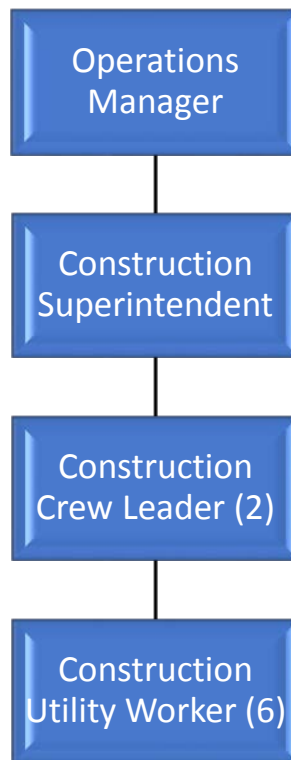 Operations
Manager
Construction
Superintendent
Construction
Crew Leader (2)
Construction
Utility Worker (6)